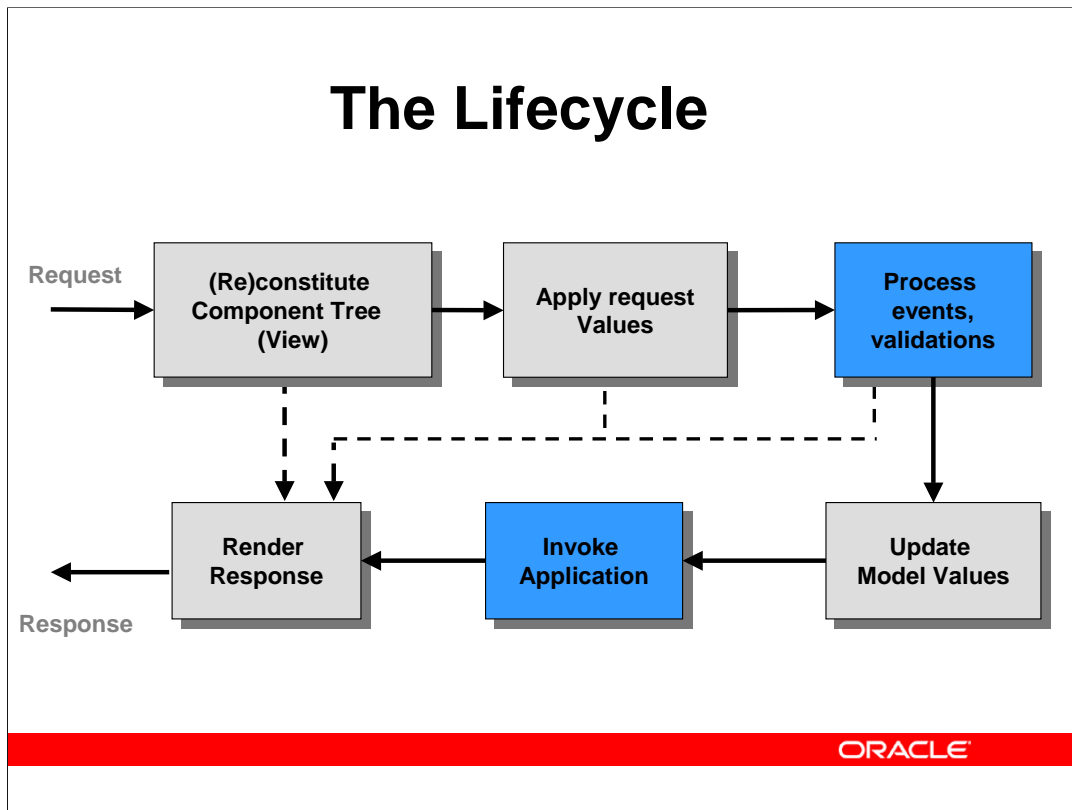 The Lifecycle
Request
(Re)constitute
Component Tree
(View)
Apply request
Values
Process
events,
validations
Render
Response
Invoke
Application
Update
Model Values
Response
ORACLE